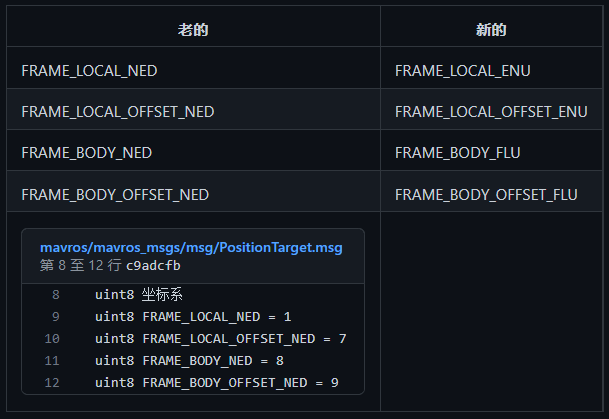 老的 新的
FRAME_LOCAL_NED FRAME_LOCAL_ENU
FRAME_LOCAL_OFFSET_NED FRAME_LOCAL_OFFSET_ENU
FRAME_BODY_NED FRAME_BODY_FLU
FRAME_BODY_OFFSET_NED FRAME_BODY_OFFSET_FLU
mavros/mavros_msgs/msg/PositionTarget.msg
第 8 至 12 行 c9adcfb
8 uint8 坐标系
9 uint8 FRAME_LOCAL_NED = 1
10 uint8 FRAME_LOCAL_OFFSET_NED = 7
11 uint8 FRAME_BODY_NED = 8
12 uint8 FRAME_BODY_OFFSET_NED = 9